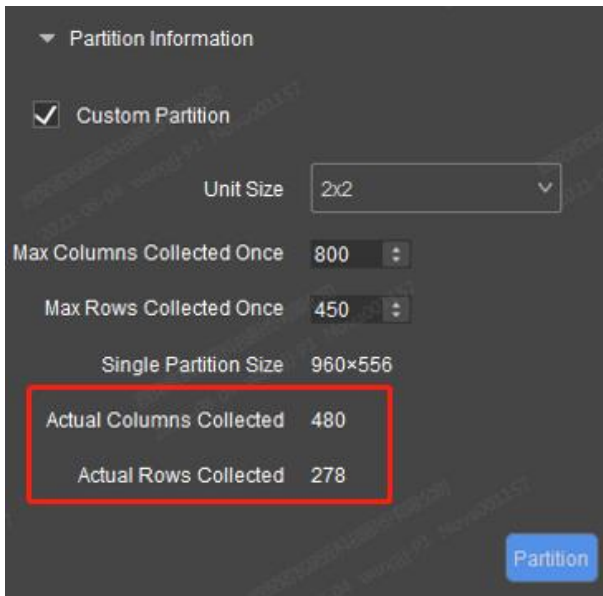 Partition Information
Custom Partition
Unit Size 2x2
Max Columns Collected Once 800
Max Rows Collected Once 450
Single Partition Size 960×556
Actual Columns Collected 480
Actual Rows Collected 278
Partition